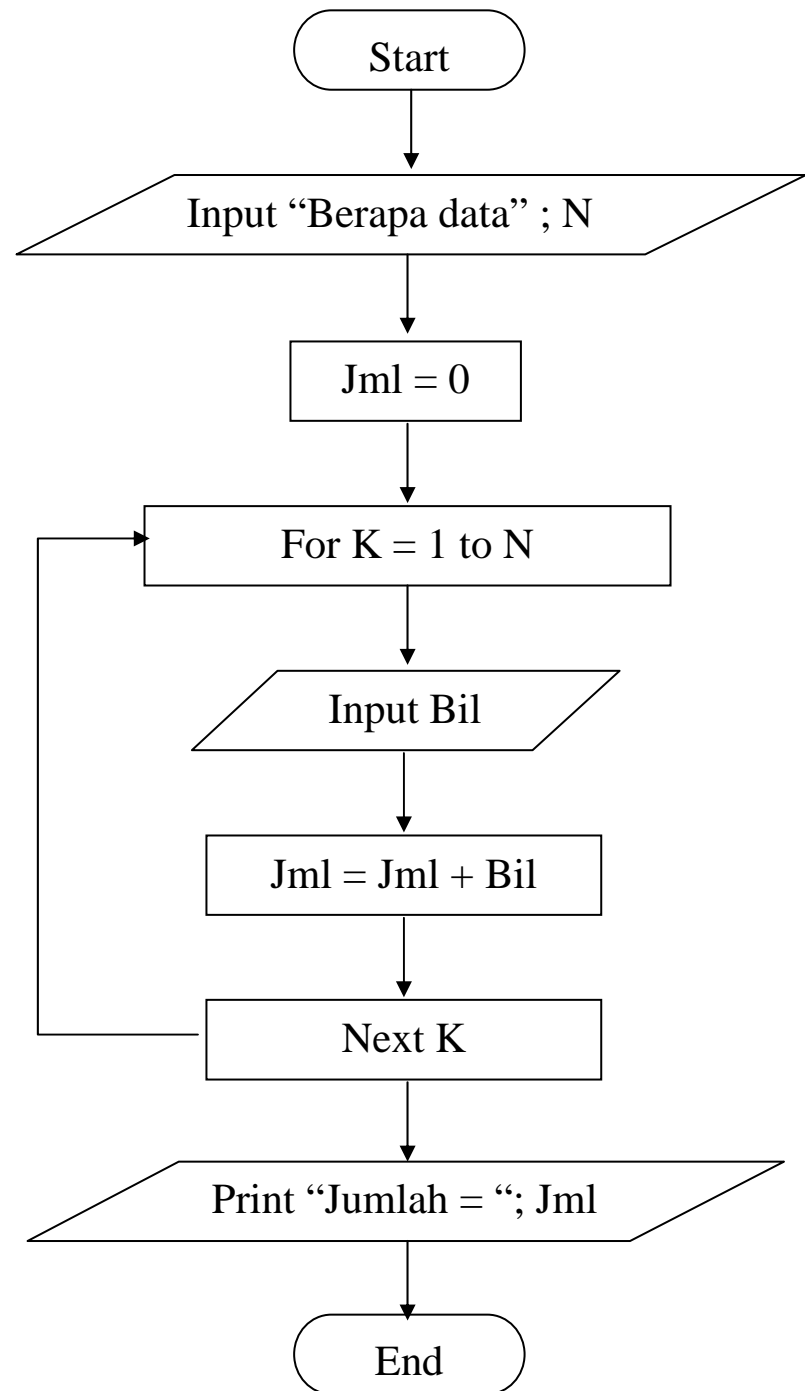 Start
Input “Berapa data” ; N
Jml = 0
For K = 1 to N
Input Bil
Jml = Jml + Bil
Next K
Print “Jumlah = “; Jml
End